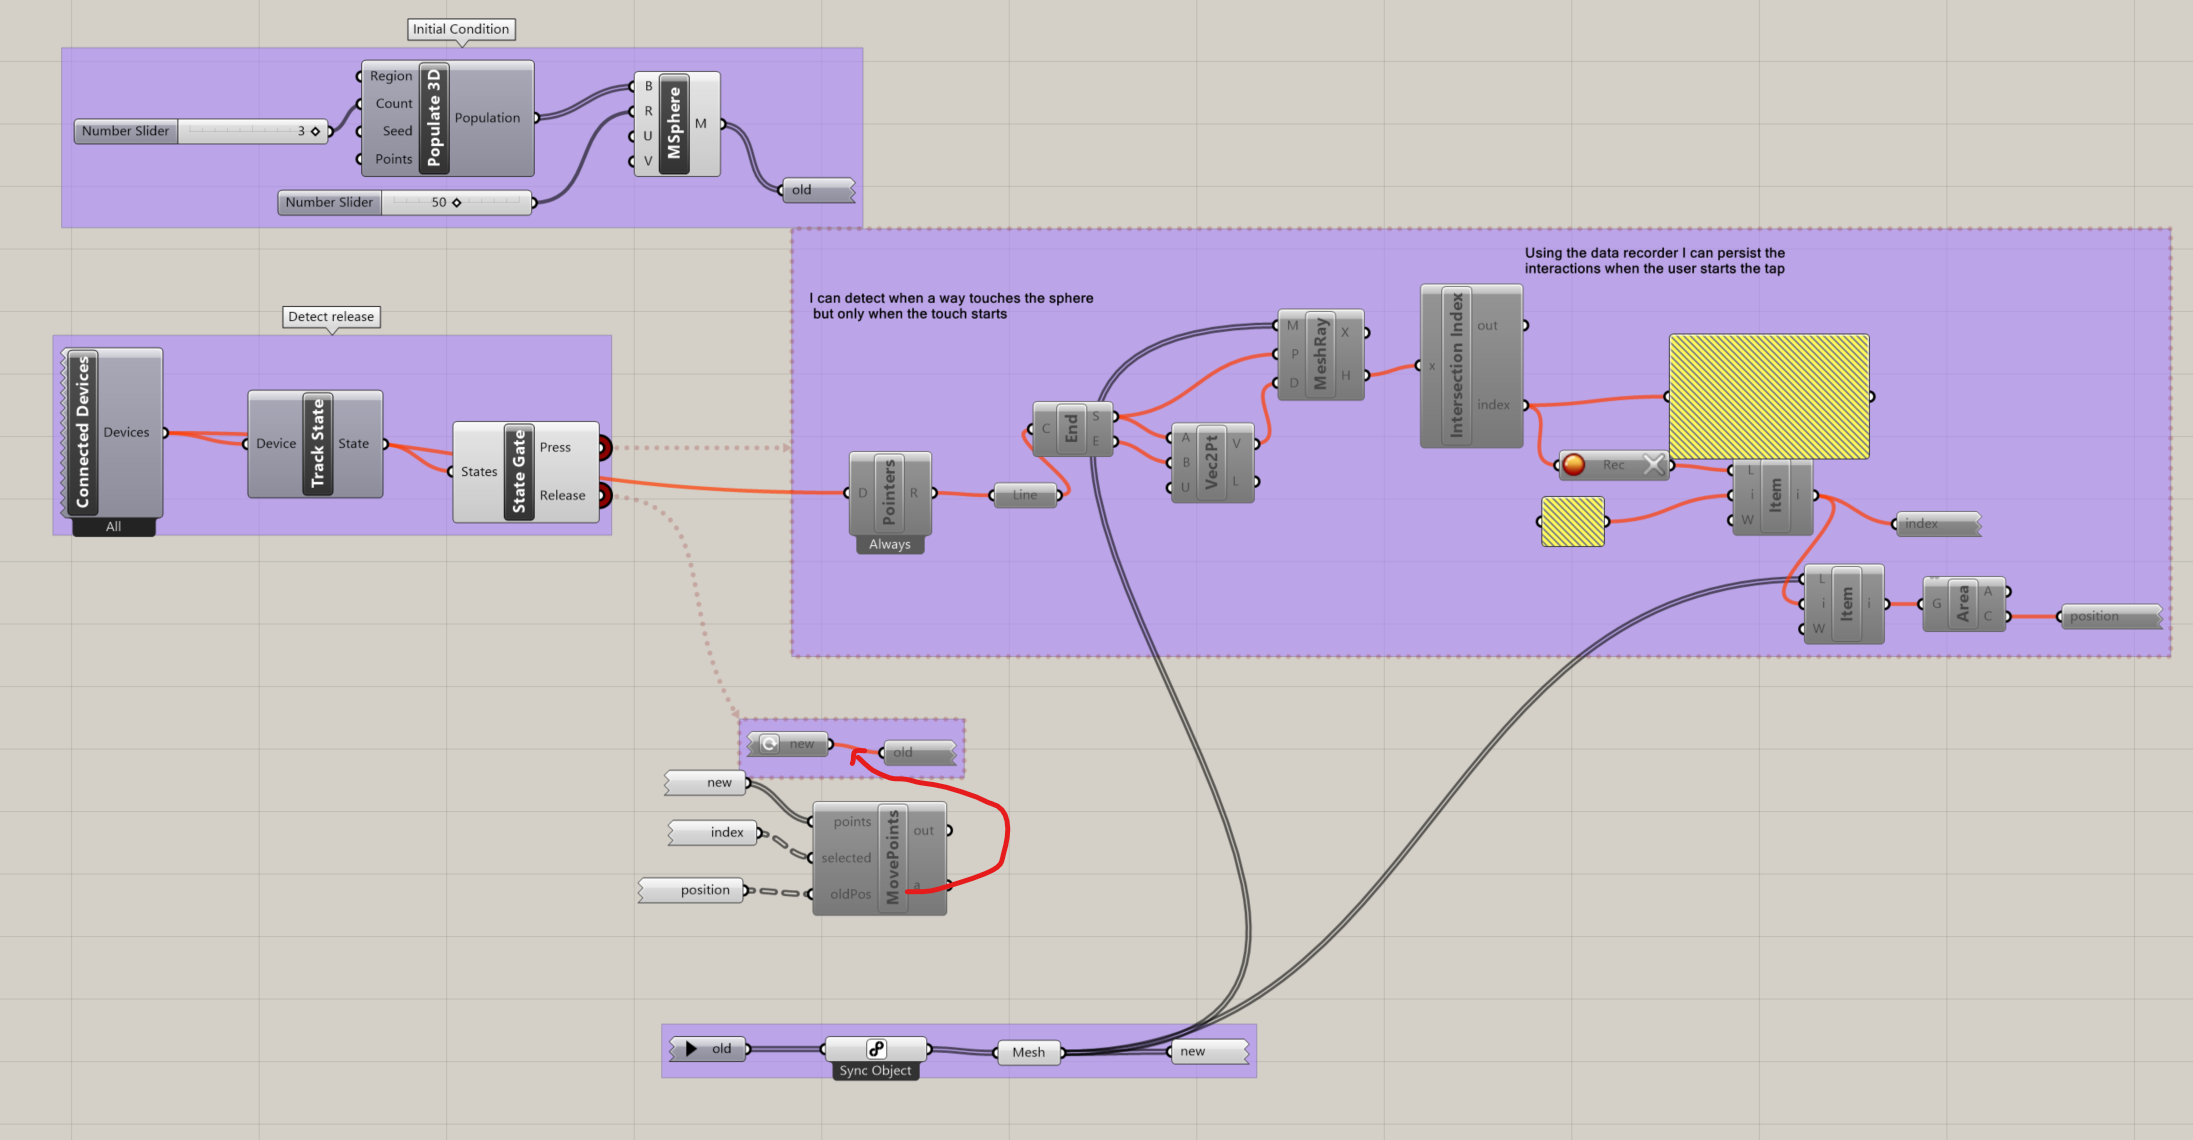 Initial Condition
Region
Count
Seed
Points
Populate 3D
Population
Number Slider
3
Number Slider
50
B
R
U
V
MSphere
M
old
Detect release
Connected Devices
Devices
All
Device
Track State
State
States
State Gate
Press
Release
I can detect when a way touches the sphere
but only when the touch starts
Using the data recorder I can persist the
interactions when the user starts the tap
D
Pointers
R
Always
Line
C
End
S
E
A
B
U
Vec2Pt
V
L
M
P
D
MeshRay
X
H
x
Intersection Index
out
index
Rec
L
i
W
Item
i
index
L
i
W
Item
i
G
Area
A
C
position
new
old
new
index
position
points
selected
oldPos
MovePoints
out
a
old
Sync Object
Mesh
new